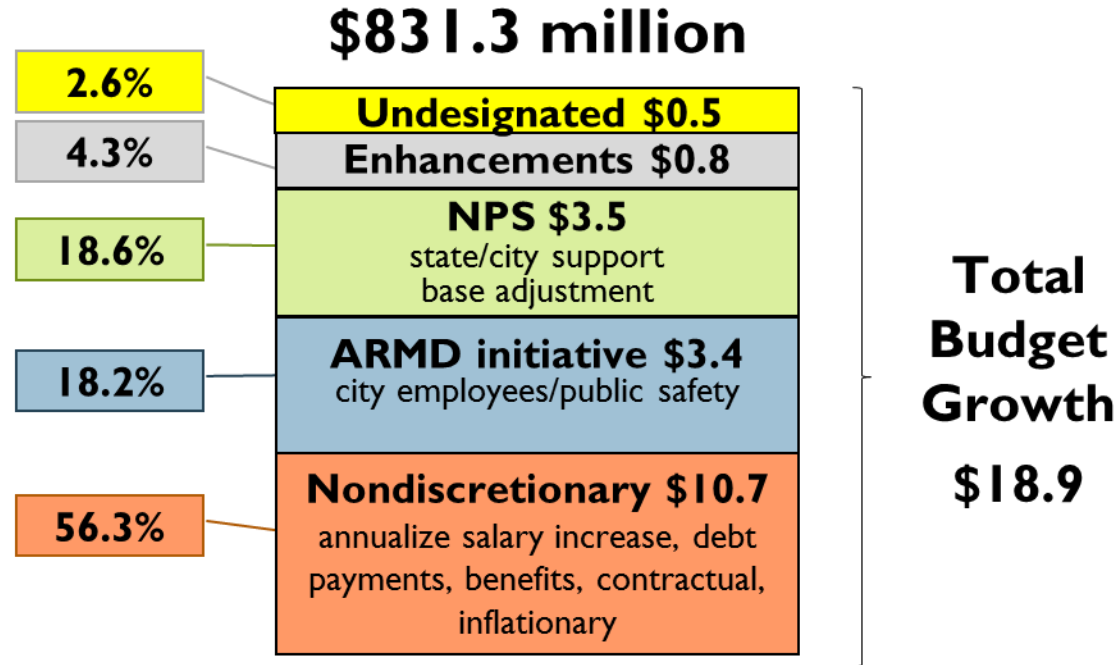 $831.3 million
2.6%
Undesignated $0.5
4.3%
Enhancements $0.8
18.6%
NPS $3.5
state/city support
base adjustment
18.2%
ARMD initiative $3.4
city employees/public safety
56.3%
Nondiscretionary $10.7
annualize salary increase, debt
payments, benefits, contractual,
inflationary
Total
Budget
Growth
$18.9